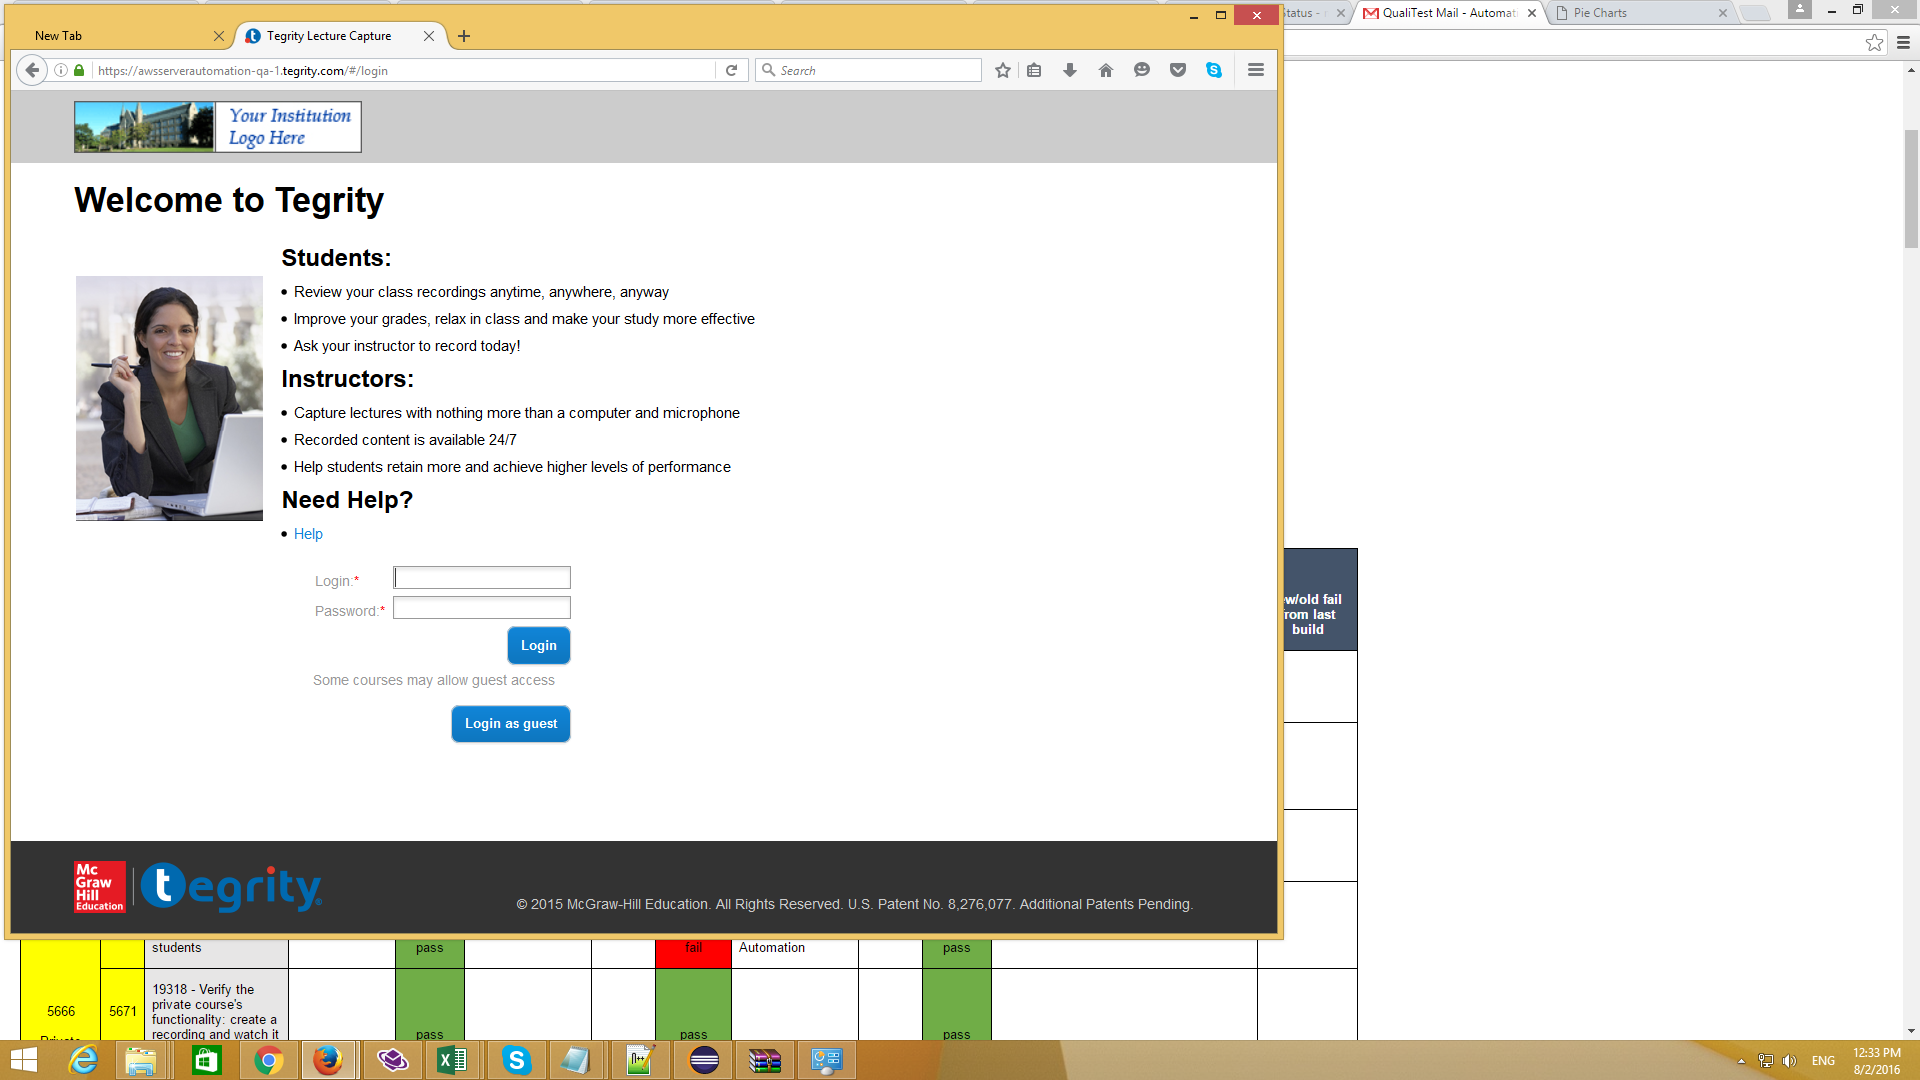 New Tab
Tegrity Lecture Capture
Status -
QualiTest Mail - Automat
Pie Charts
https://awsserverautomation-qa-1.tegrity.com/#/login
Search
Your Institution
Logo Here
Welcome to Tegrity
Students:
Review your class recordings anytime, anywhere, anyway
Improve your grades, relax in class and make your study more effective
Ask your instructor to record today!
Instructors:
Capture lectures with nothing more than a computer and microphone
Recorded content is available 24/7
Help students retain more and achieve higher levels of performance
Need Help?
Help
Login:*
Password:*
Login
Some courses may allow guest access
Login as guest
ew/old fail
from last
build
Mc
Graw
Hill
Education
tegrity
© 2015 McGraw-Hill Education. All Rights Reserved. U.S. Patent No. 8,276,077. Additional Patents Pending.
students
pass
fail
Automation
pass
5666
5671
19318 - Verify the
private course's
functionality: create a
recording and watch it
pass
pass
pass
Private
ENG
12:33 PM
8/2/2016